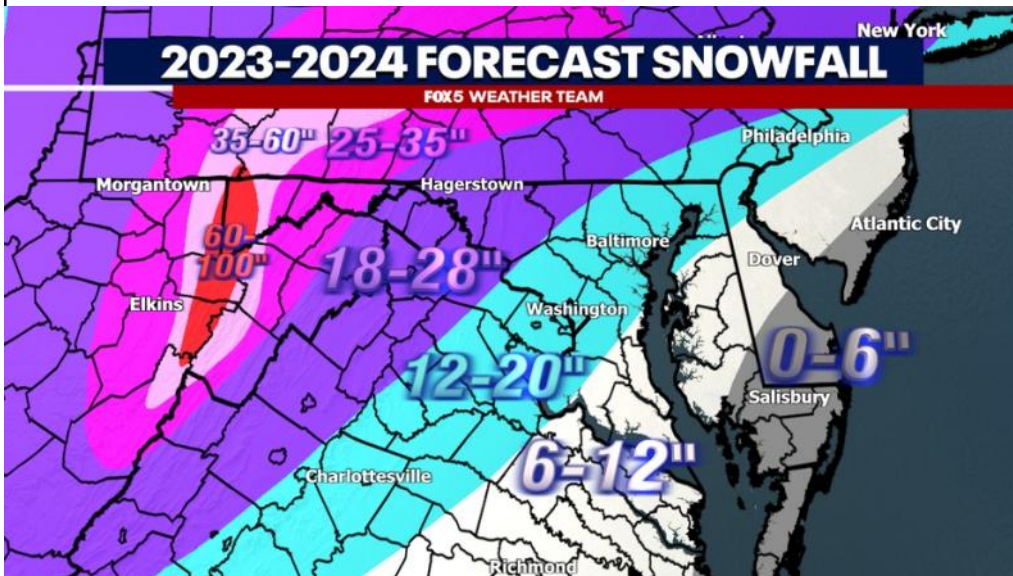 New York
2023-2024 FORECAST SNOWFALL
FOX5 WEATHER TEAM
35-60" 25-35"
Philadelphia
Morgantown
Hagerstown
Atlantic City
60-
100"
Baltimore
Dover
18-28"
Elkins
Washington
0-6"
12-20"
Salisbury
6-12"
Charlottesville
Richmond